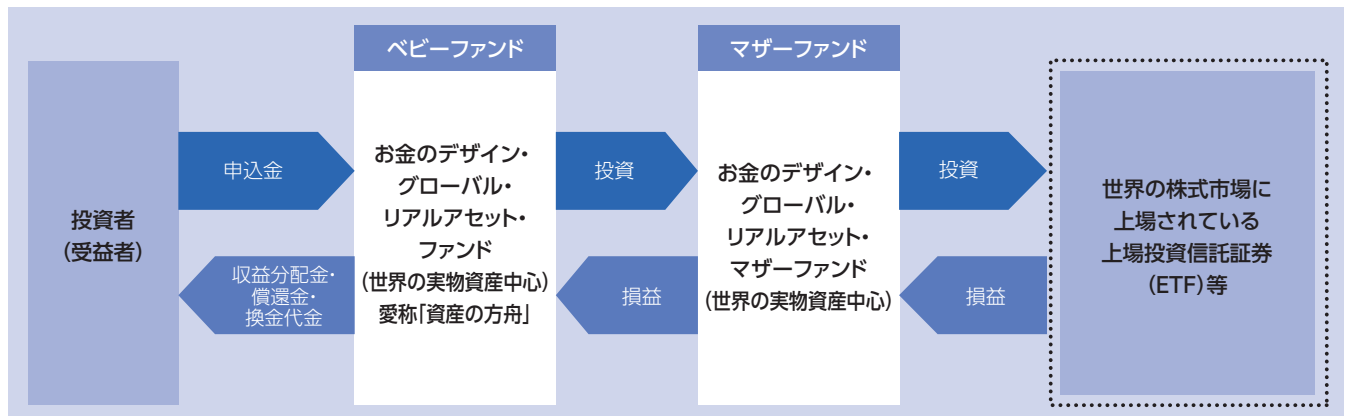 ベビーファンド
マザーファンド
投資者
(受益者)
申込金
収益分配金・
償還金・
換金代金
お金のデザイン・
グローバル・
リアルアセット・
ファンド
(世界の実物資産中心)
愛称「資産の方舟」
投資
損益
お金のデザイン・
グローバル・
リアルアセット・
マザーファンド
(世界の実物資産中心)
投資
損益
世界の株式市場に
上場されている
上場投資信託証券
(ETF)等